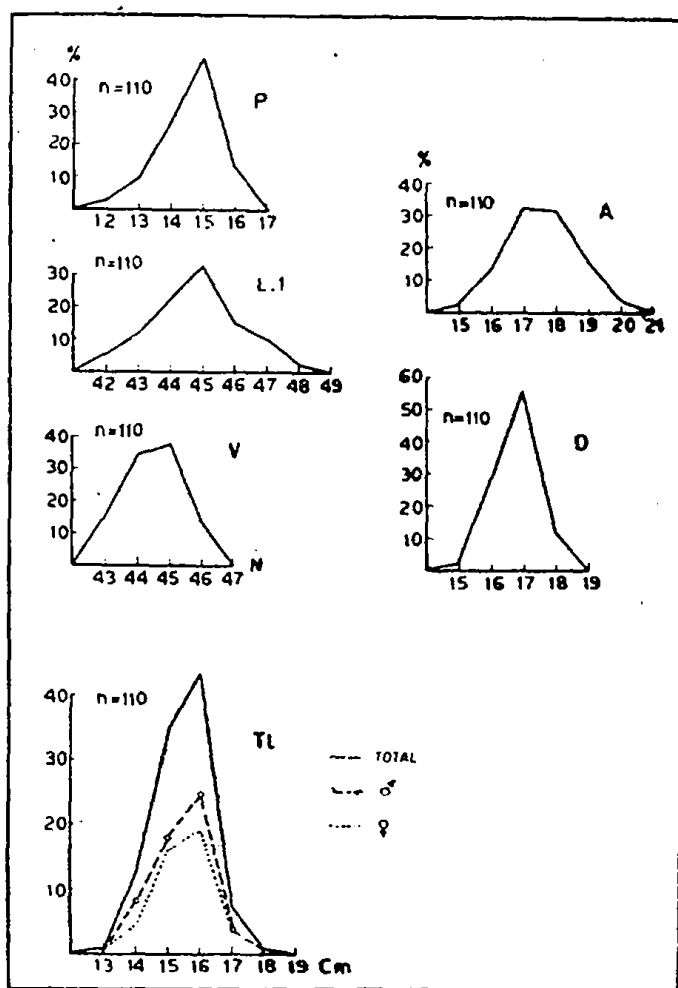 %
n=110
P
40
30
20
10
12 13 14 15 16 17
n=110
L.1
30
20
10
42 43 44 45 46 47 48 49
n=110
V
40
30
20
10
43 44 45 46 47 N
%
n=110
A
40
30
20
10
15 16 17 18 19 20 21
n=110
D
60
50
40
30
20
10
15 16 17 18 19
n=110
TL
40
30
20
10
13 14 15 16 17 18 19 Cm
TOTAL
♂
♀